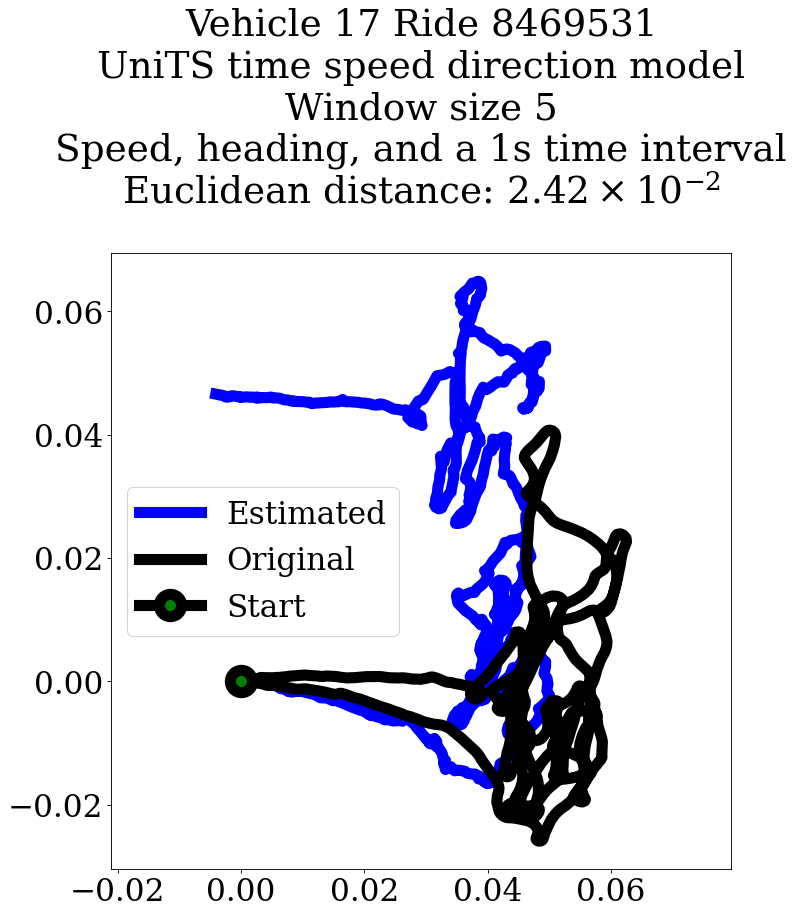 Vehicle 17 Ride 8469531
UniTS time speed direction model
Window size 5
Speed, heading, and a 1s time interval
Euclidean distance: 2.42 × 10⁻²
0.06
0.04
0.02
0.00
−0.02
Estimated
Original
Start
−0.02 0.00 0.02 0.04 0.06